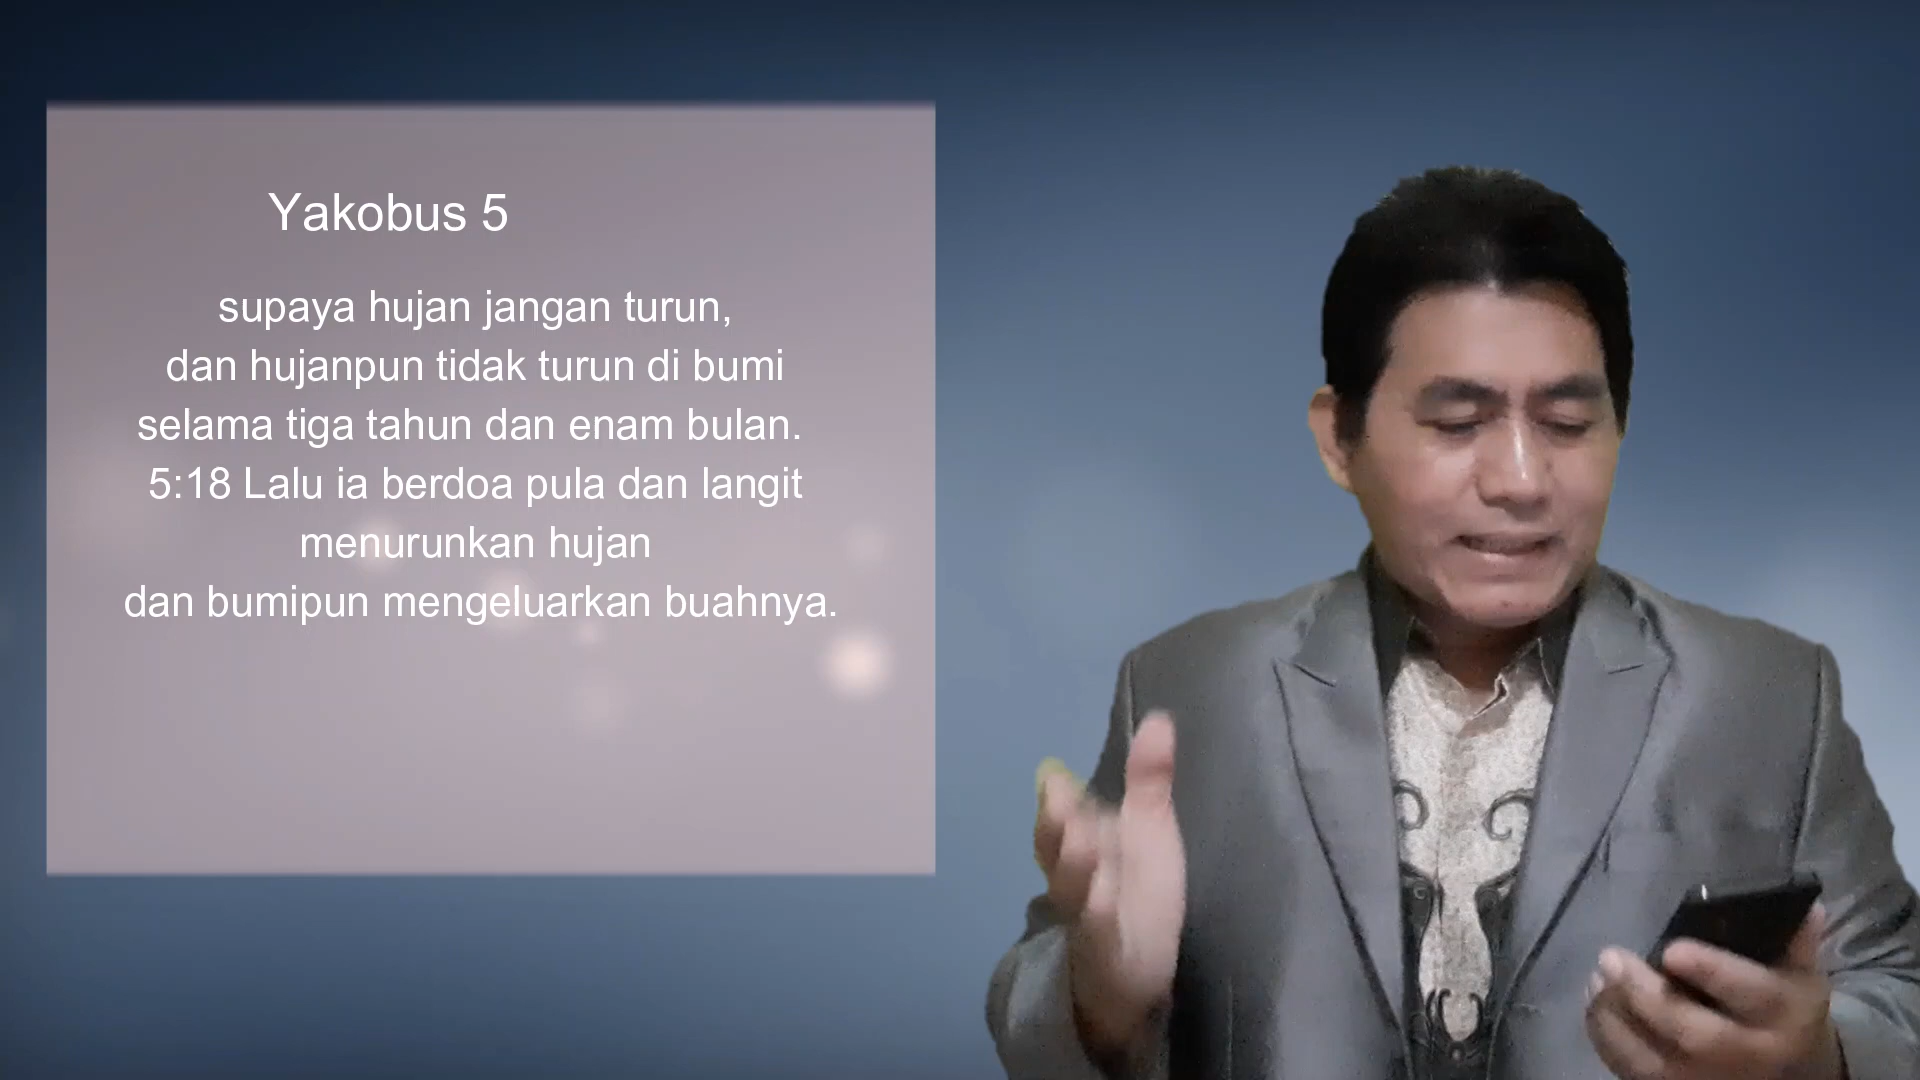 Yakobus 5
supaya hujan jangan turun,
dan hujanpun tidak turun di bumi
selama tiga tahun dan enam bulan.
5:18 Lalu ia berdoa pula dan langit
menurunkan hujan
dan bumipun mengeluarkan buahnya.